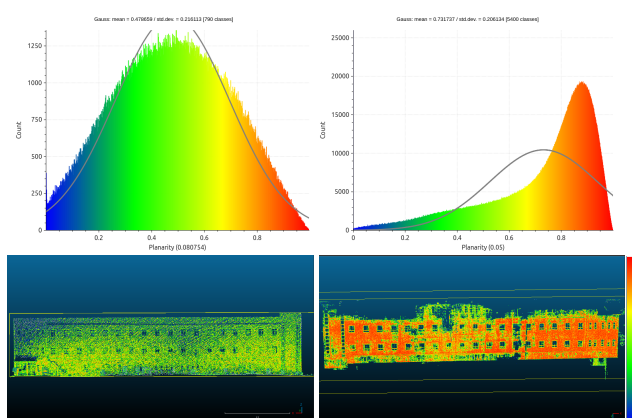 Gauss: mean = 0.478659 / std.dev. = 0.216113 [790 classes]
1250
1000
750
500
250
0
Count
0.2 0.4 0.6 0.8
Planarity (0.080754)
Gauss: mean = 0.731737 / std.dev. = 0.206134 [5400 classes]
25000
20000
15000
10000
5000
0
Count
0 0.2 0.4 0.6 0.8
Planarity (0.05)